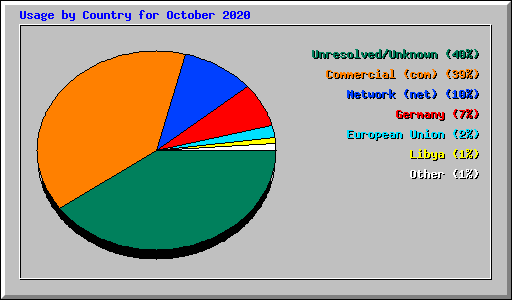 Usage by Country for October 2020
Unresolved/Unknown (40%)
Commercial (com) (39%)
Network (net) (10%)
Germany (7%)
European Union (2%)
Libya (1%)
Other (1%)